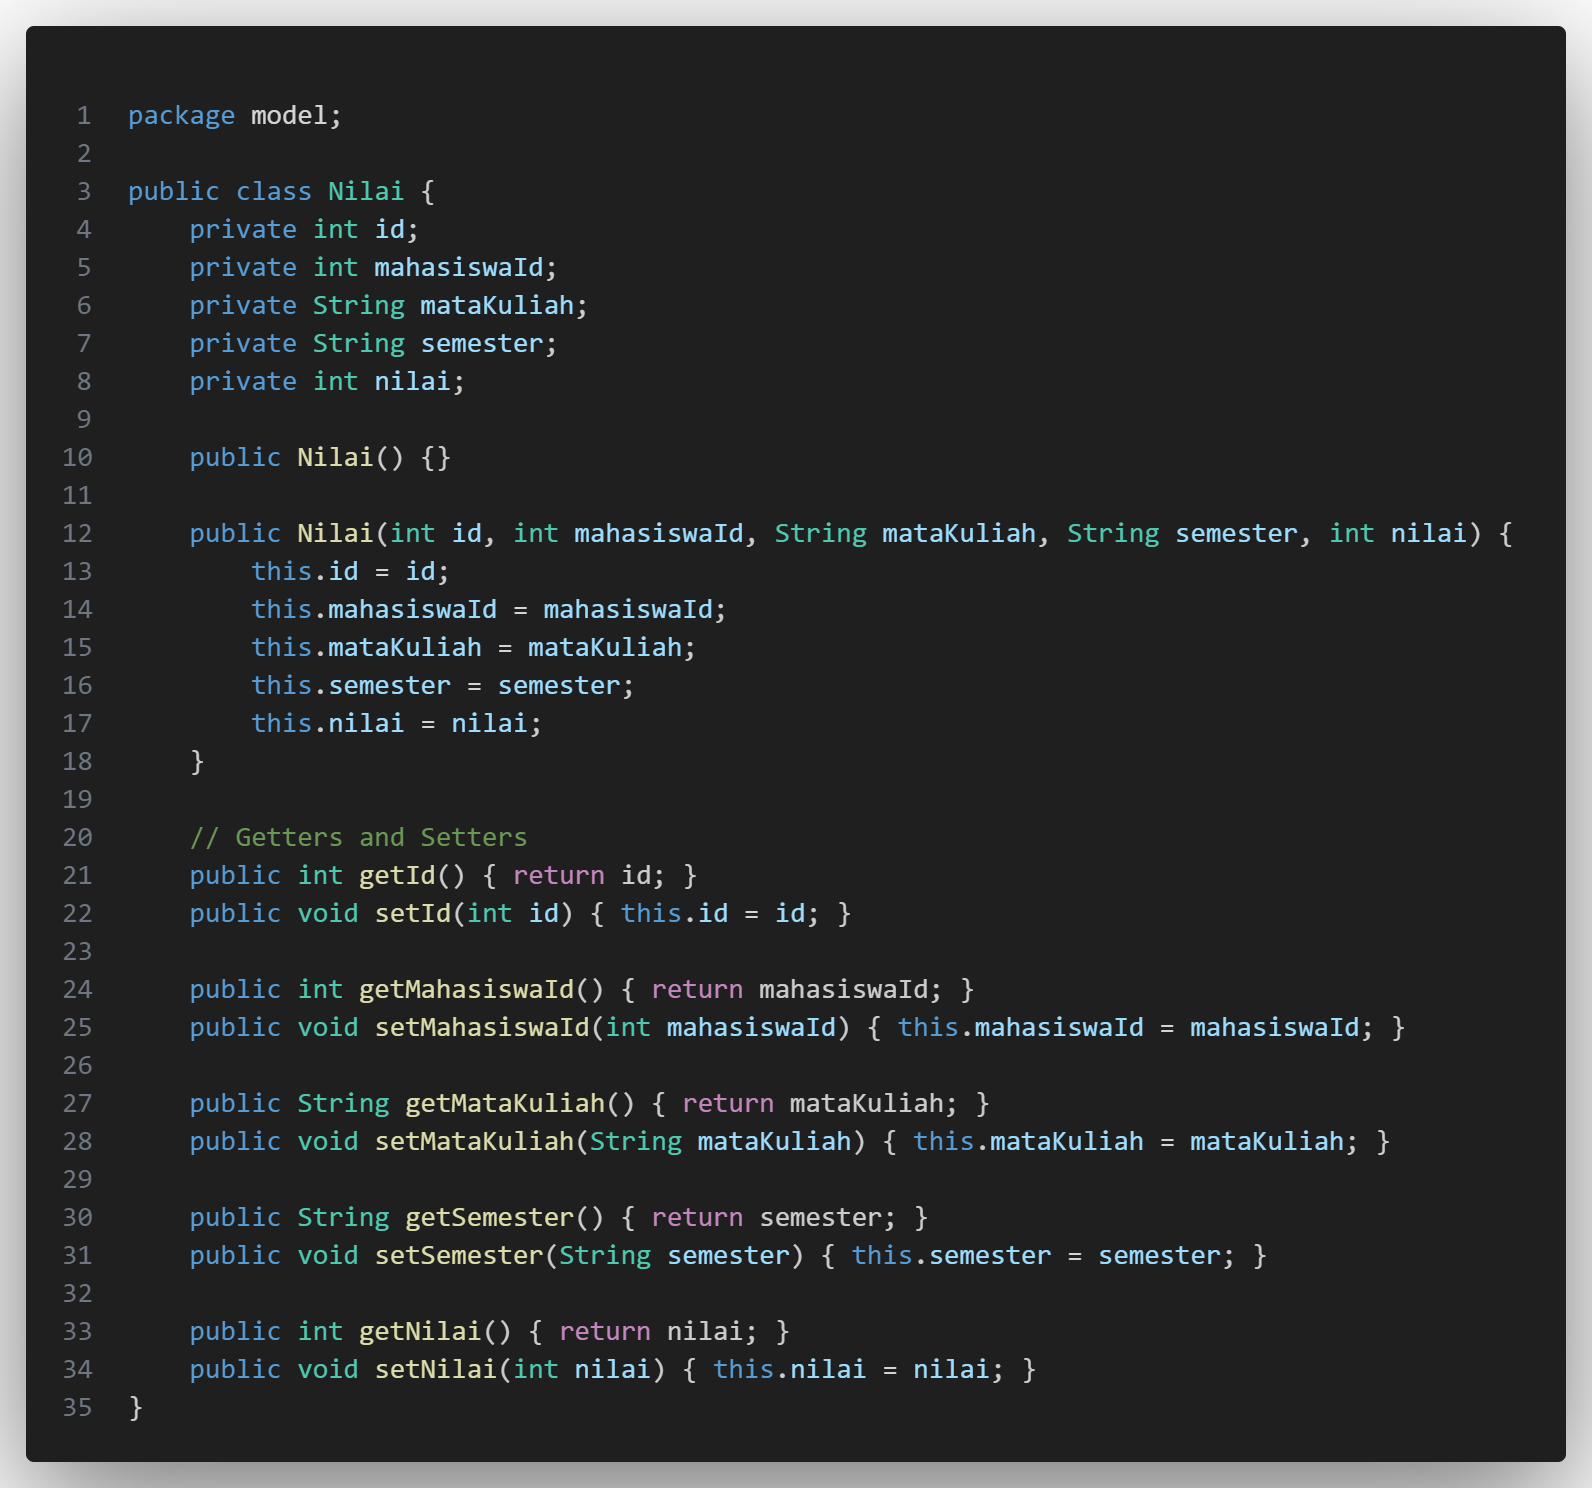 1 package model;
2
3 public class Nilai {
4     private int id;
5     private int mahasiswaId;
6     private String mataKuliah;
7     private String semester;
8     private int nilai;
9
10     public Nilai() {}
11
12     public Nilai(int id, int mahasiswaId, String mataKuliah, String semester, int nilai) {
13         this.id = id;
14         this.mahasiswaId = mahasiswaId;
15         this.mataKuliah = mataKuliah;
16         this.semester = semester;
17         this.nilai = nilai;
18     }
19
20     // Getters and Setters
21     public int getId() { return id; }
22     public void setId(int id) { this.id = id; }
23
24     public int getMahasiswaId() { return mahasiswaId; }
25     public void setMahasiswaId(int mahasiswaId) { this.mahasiswaId = mahasiswaId; }
26
27     public String getMataKuliah() { return mataKuliah; }
28     public void setMataKuliah(String mataKuliah) { this.mataKuliah = mataKuliah; }
29
30     public String getSemester() { return semester; }
31     public void setSemester(String semester) { this.semester = semester; }
32
33     public int getNilai() { return nilai; }
34     public void setNilai(int nilai) { this.nilai = nilai; }
35 }